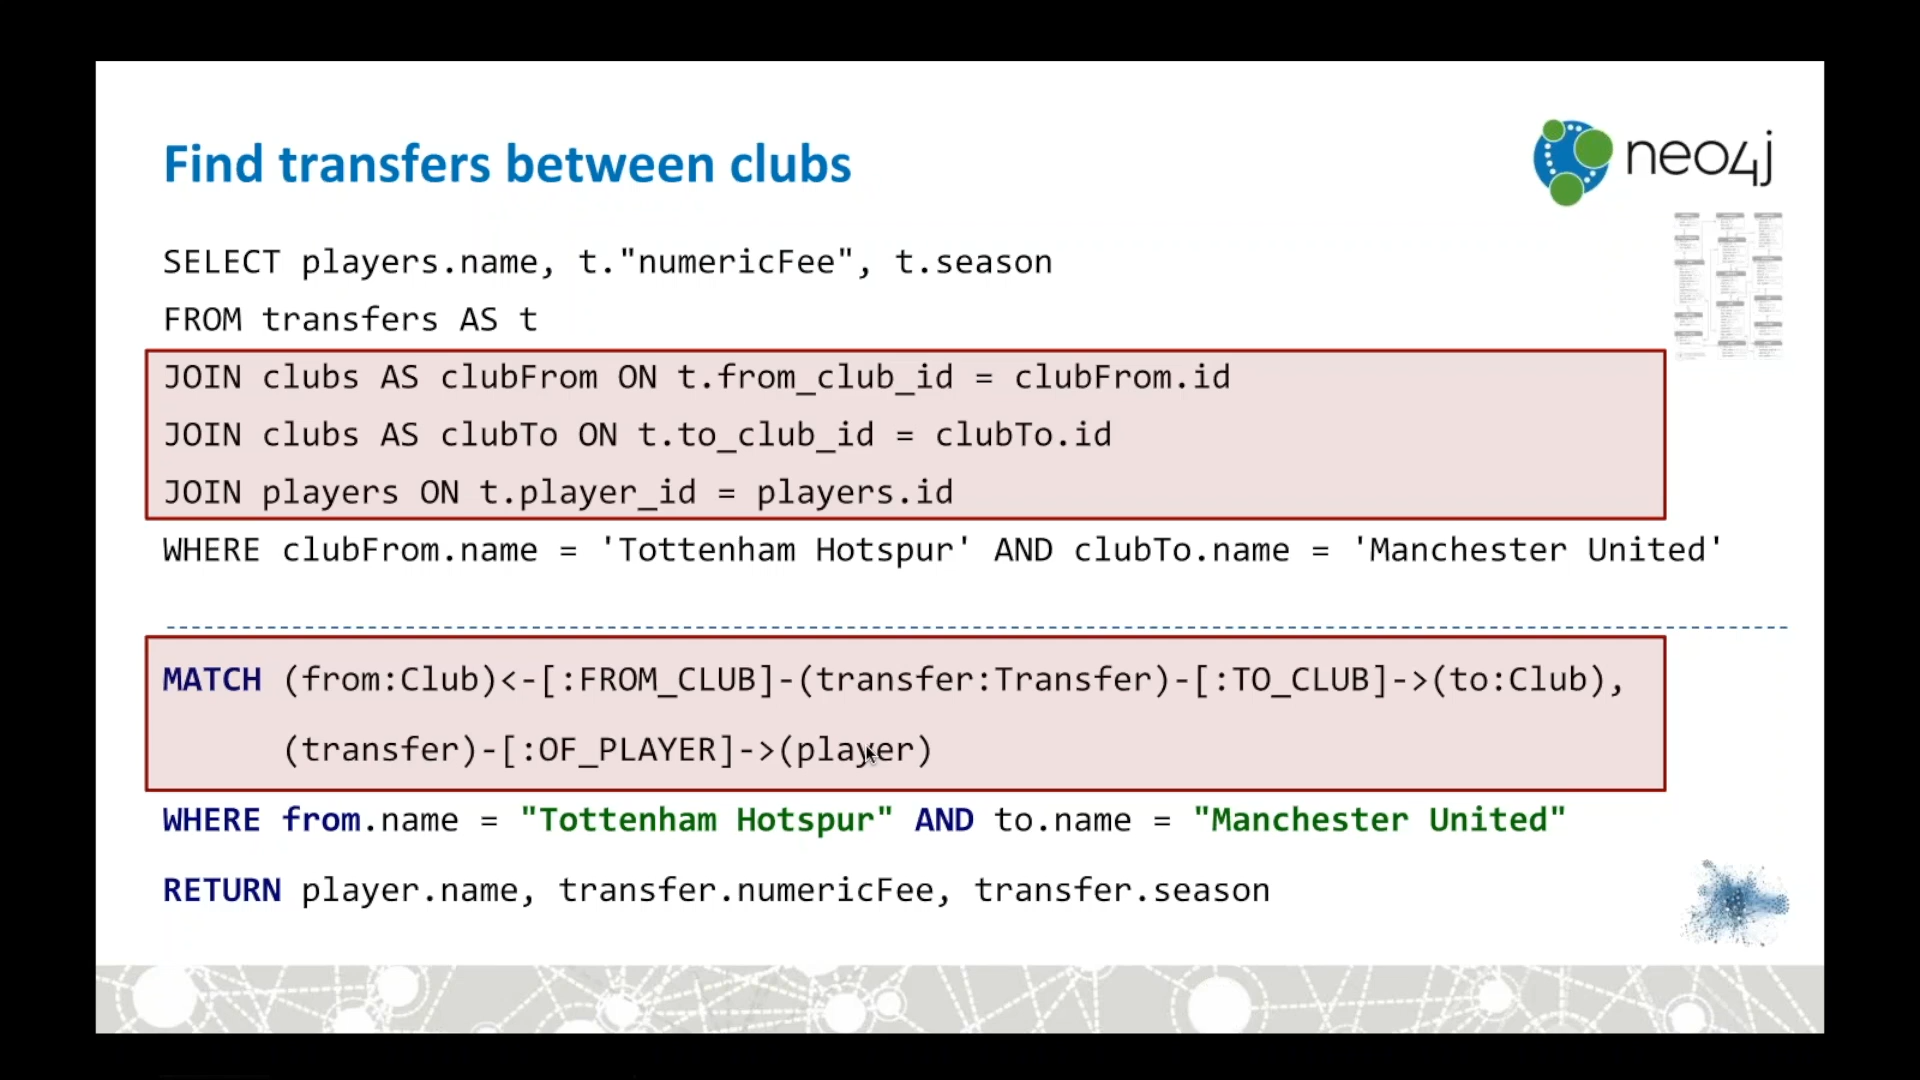 Find transfers between clubs
neo4j
SELECT players.name, t."numericFee", t.season
FROM transfers AS t
JOIN clubs AS clubFrom ON t.from_club_id = clubFrom.id
JOIN clubs AS clubTo ON t.to_club_id = clubTo.id
JOIN players ON t.player_id = players.id
WHERE clubFrom.name = 'Tottenham Hotspur' AND clubTo.name = 'Manchester United'
MATCH (from:Club)<-[:FROM_CLUB]-(transfer:Transfer)-[:TO_CLUB]->(to:Club),
(transfer)-[:OF_PLAYER]->(player)
WHERE from.name = "Tottenham Hotspur" AND to.name = "Manchester United"
RETURN player.name, transfer.numericFee, transfer.season